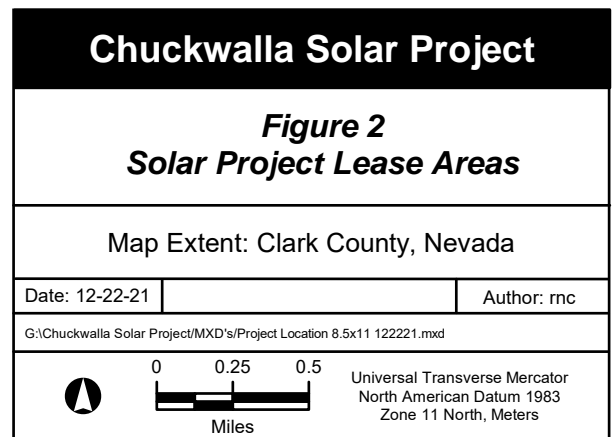 Chuckwalla Solar Project
Figure 2
Solar Project Lease Areas
Map Extent: Clark County, Nevada
Date: 12-22-21 Author: rnc
G:\Chuckwalla Solar Project/MXD's/Project Location 8.5x11 122221.mxd
0 0.25 0.5
Miles
Universal Transverse Mercator
North American Datum 1983
Zone 11 North, Meters